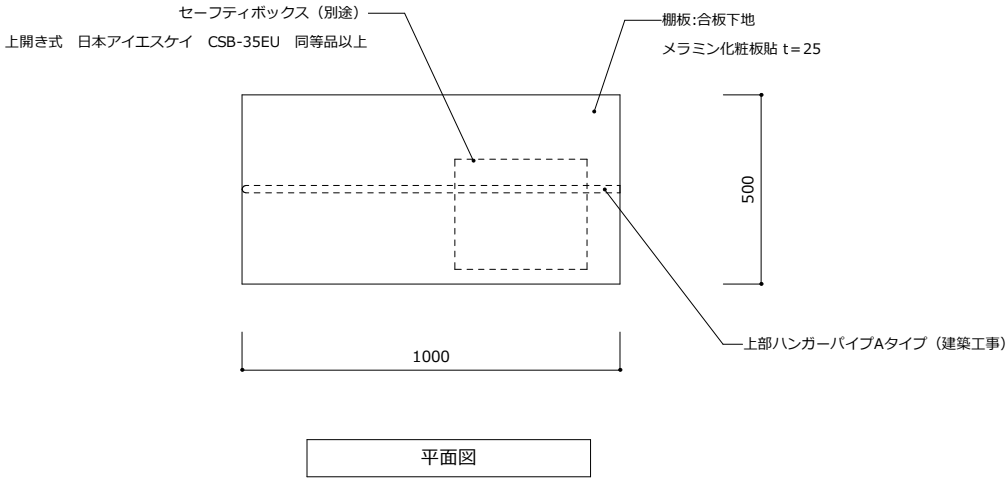 セーフティボックス（別途）
上開き式　日本アイエスケイ　CSB-35EU　同等品以上
棚板:合板下地
メラミン化粧板貼 t=25
500
上部ハンガーパイプAタイプ（建築工事）
1000
平面図